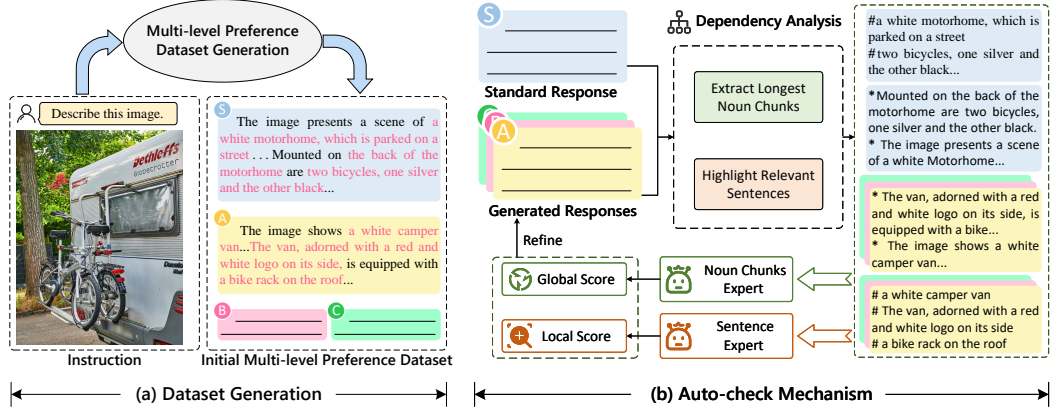 Multi-level Preference
Dataset Generation
Describe this image.
Dethleffs
Globetrotter
S
The image presents a scene of a
white motorhome, which is parked on a
street . . . Mounted on the back of the
motorhome are two bicycles, one silver
and the other black...
A
The image shows a white camper
van...The van, adorned with a red and
white logo on its side, is equipped with
a bike rack on the roof...
B
C
Instruction
Initial Multi-level Preference Dataset
(a) Dataset Generation
S
Standard Response
C
B
A
Generated Responses
Refine
Dependency Analysis
Extract Longest
Noun Chunks
Highlight Relevant
Sentences
#a white motorhome, which is
parked on a street
#two bicycles, one silver and
the other black...
*Mounted on the back of the
motorhome are two bicycles,
one silver and the other black.
* The image presents a scene
of a white Motorhome...
* The van, adorned with a red
and white logo on its side, is
equipped with a bike...
* The image shows a white
camper van...
# a white camper van
# The van, adorned with a red
and white logo on its side
# a bike rack on the roof
Global Score
Noun Chunks
Expert
Local Score
Sentence
Expert
(b) Auto-check Mechanism